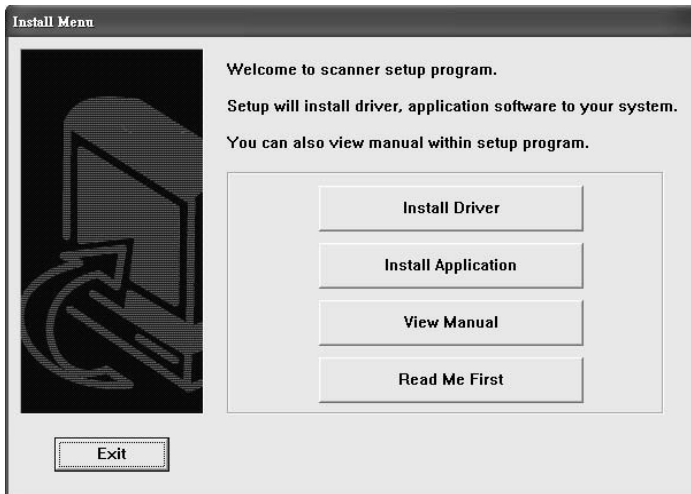 Install Menu
Welcome to scanner setup program.
Setup will install driver, application software to your system.
You can also view manual within setup program.
Install Driver
Install Application
View Manual
Read Me First
Exit